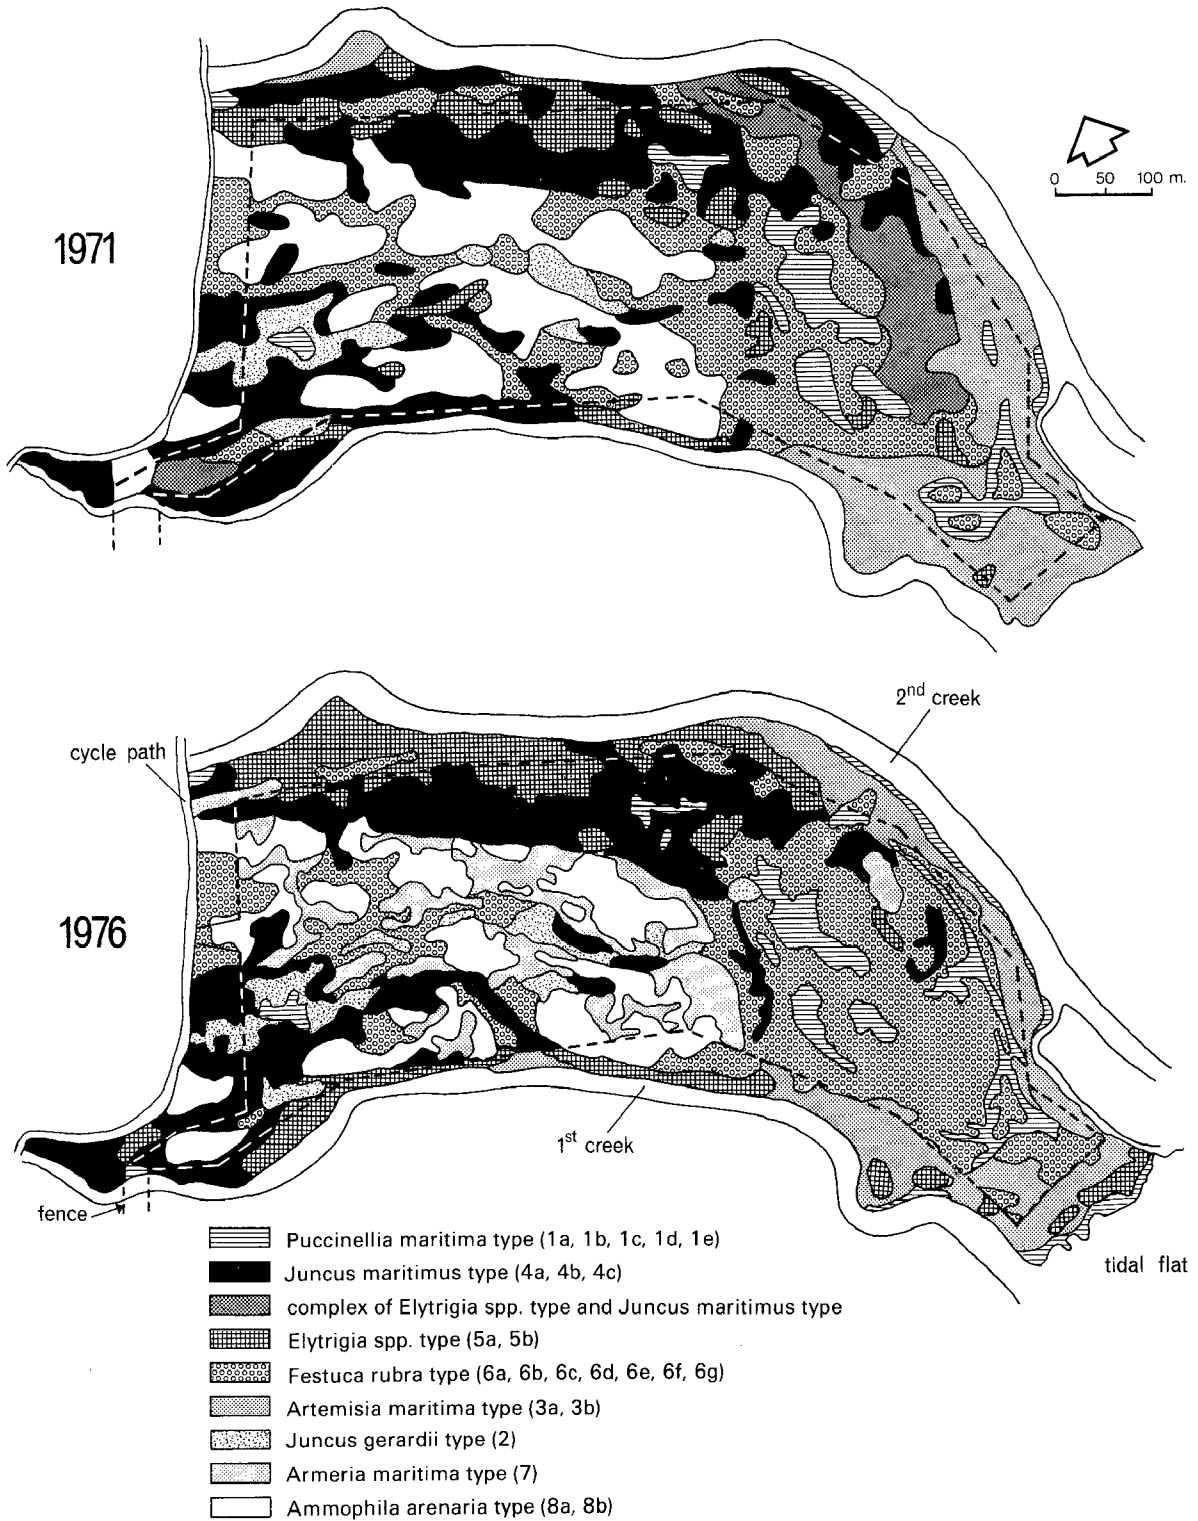 1971
0 50 100 m.
2nd creek
cycle path
1976
1st creek
fence
tidal flat
Puccinellia maritima type (1a, 1b, 1c, 1d, 1e)
Juncus maritimus type (4a, 4b, 4c)
complex of Elytrigia spp. type and Juncus maritimus type
Elytrigia spp. type (5a, 5b)
Festuca rubra type (6a, 6b, 6c, 6d, 6e, 6f, 6g)
Artemisia maritima type (3a, 3b)
Juncus gerardii type (2)
Armeria maritima type (7)
Ammophila arenaria type (8a, 8b)